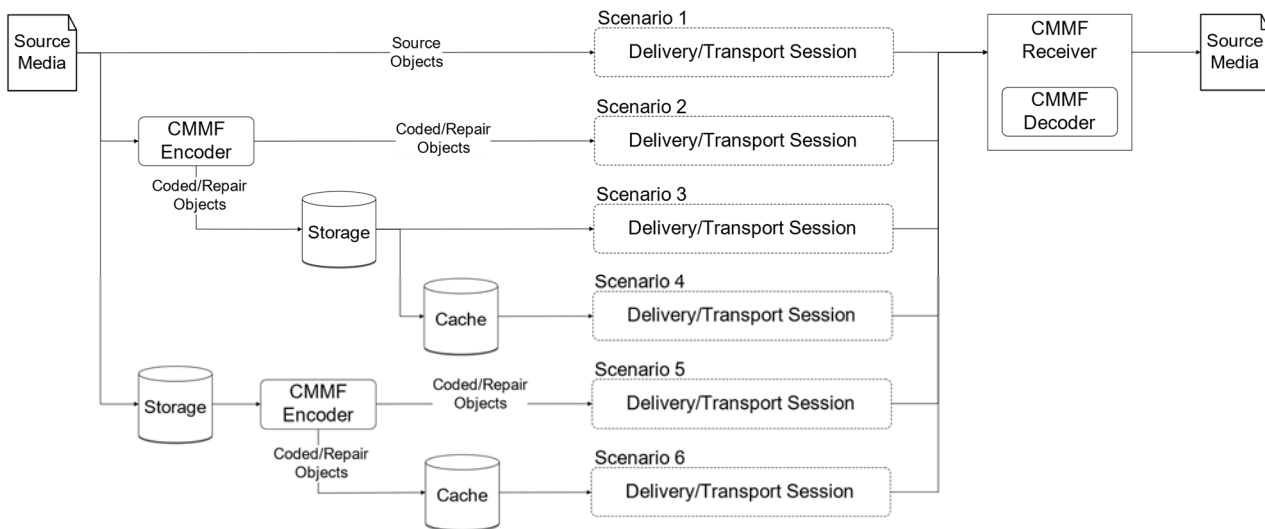 Source
Media
Source
Objects
Scenario 1
Delivery/Transport Session
CMMF
Receiver
CMMF
Decoder
Source
Media
CMMF
Encoder
Coded/Repair
Objects
Scenario 2
Delivery/Transport Session
Coded/Repair
Objects
Storage
Scenario 3
Delivery/Transport Session
Cache
Scenario 4
Delivery/Transport Session
Storage
CMMF
Encoder
Coded/Repair
Objects
Scenario 5
Delivery/Transport Session
Coded/Repair
Objects
Cache
Scenario 6
Delivery/Transport Session